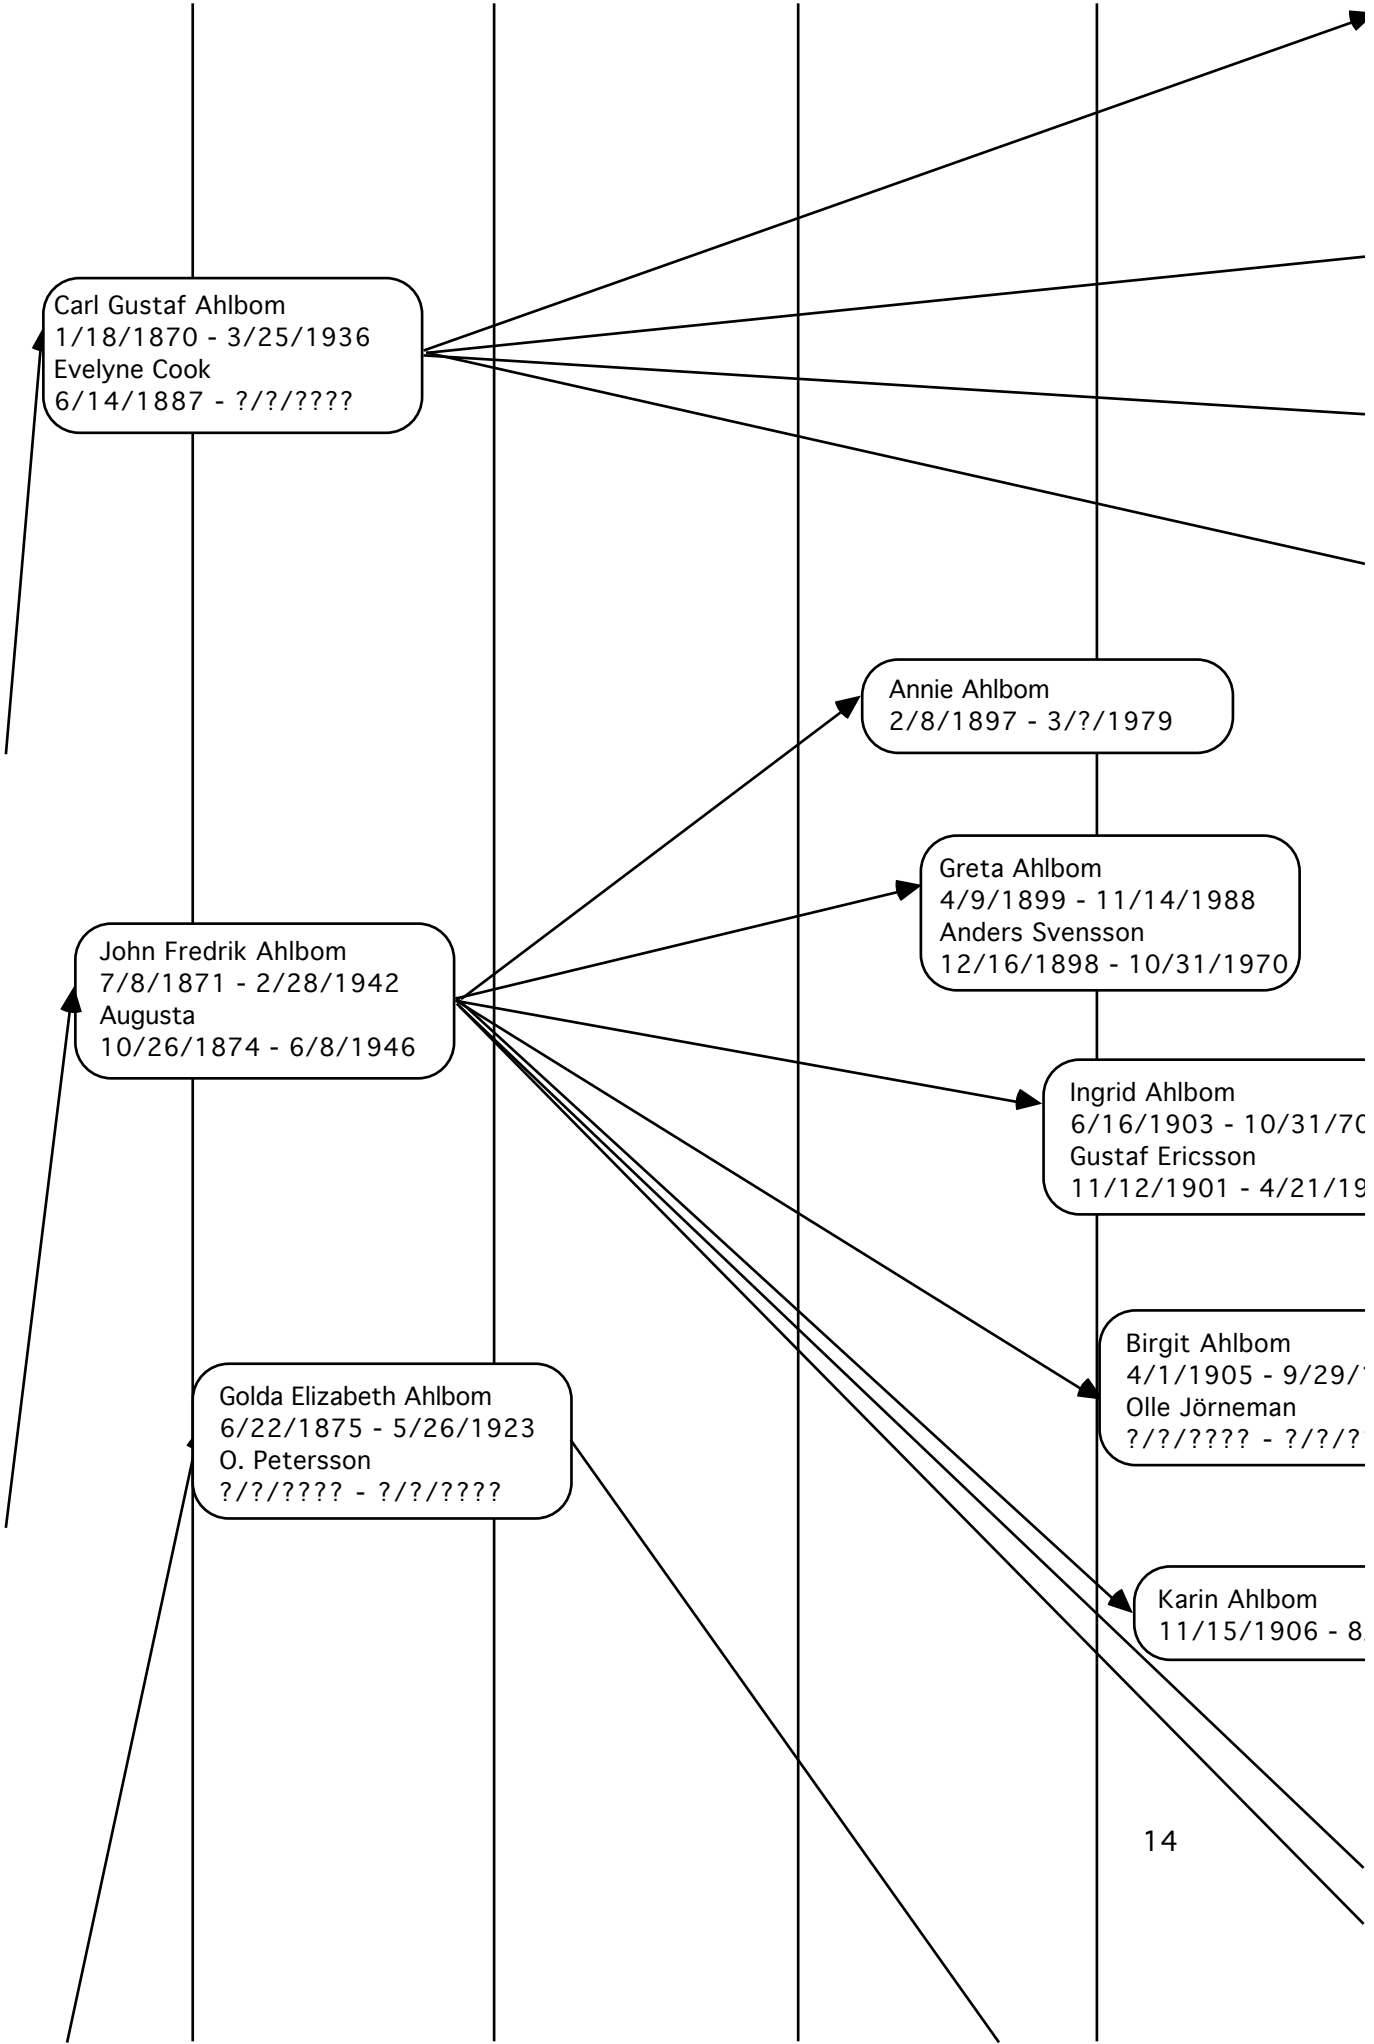 Carl Gustaf Ahlbom
1/18/1870 - 3/25/1936
Evelyne Cook
6/14/1887 - ?/?/????
Annie Ahlbom
2/8/1897 - 3/?/1979
Greta Ahlbom
4/9/1899 - 11/14/1988
Anders Svensson
12/16/1898 - 10/31/1970
John Fredrik Ahlbom
7/8/1871 - 2/28/1942
Augusta
10/26/1874 - 6/8/1946
Ingrid Ahlbom
6/16/1903 - 10/31/70
Gustaf Ericsson
11/12/1901 - 4/21/19
Birgit Ahlbom
4/1/1905 - 9/29/
Olle Jörneman
?/?/???? - ?/?/?
Golda Elizabeth Ahlbom
6/22/1875 - 5/26/1923
O. Petersson
?/?/???? - ?/?/????
Karin Ahlbom
11/15/1906 - 8
14